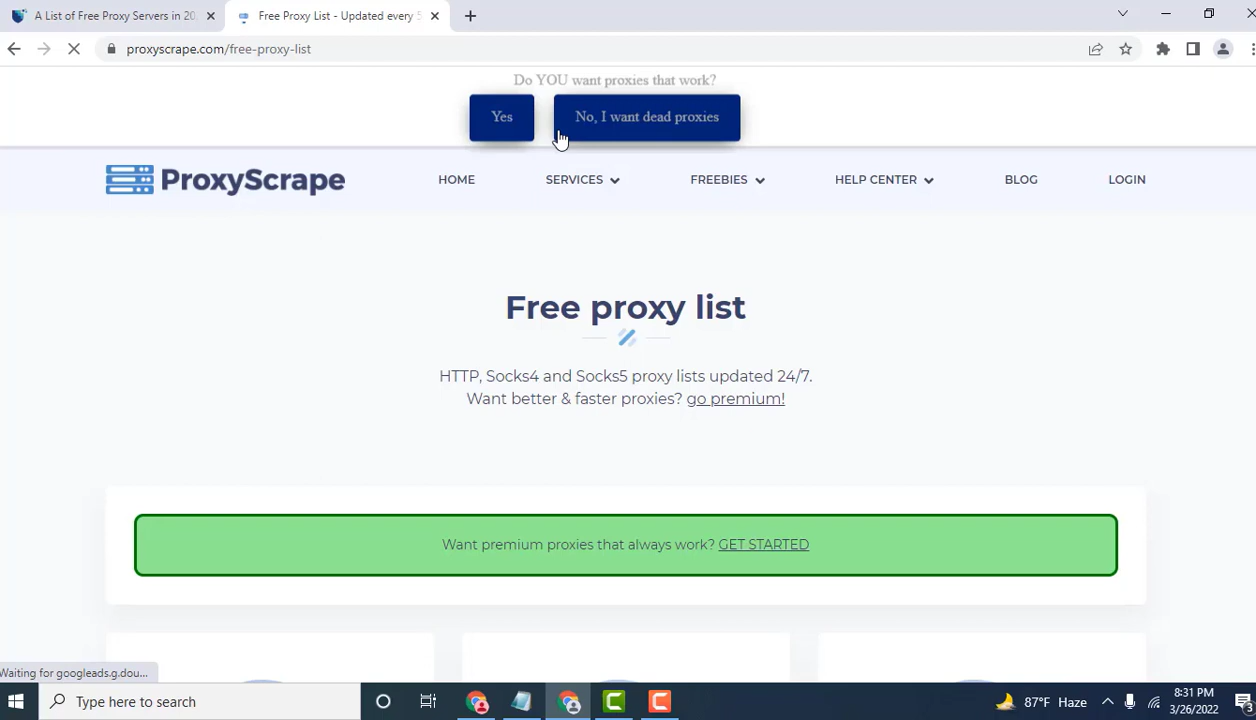 A List of Free Proxy Servers in 20
Free Proxy List - Updated every 5
proxyscrape.com/free-proxy-list
Do YOU want proxies that work?
Yes
No, I want dead proxies
ProxyScrape
HOME
SERVICES
FREEBIES
HELP CENTER
BLOG
LOGIN
Free proxy list
HTTP, Socks4 and Socks5 proxy lists updated 24/7.
Want better & faster proxies? go premium!
Want premium proxies that always work? GET STARTED
Waiting for googleads.g.dou...
Type here to search
87°F Haze
8:31 PM
3/26/2022
3